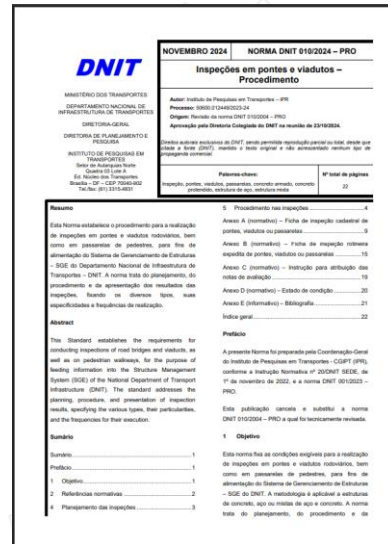 DNIT
MINISTÉRIO DOS TRANSPORTES
DEPARTAMENTO NACIONAL DE
INFRAESTRUTURA DE TRANSPORTES
DIRETORIA-GERAL
DIRETORIA DE PLANEJAMENTO E
PESQUISA
INSTITUTO DE PESQUISAS EM
TRANSPORTES
Setor de Autarquias Norte
Quadra 03 Lote A
Ed. Núcleo dos Transportes
Brasília – DF – CEP 70040-902
Tel./fax: (61) 3315-4831
NOVEMBRO 2024
NORMA DNIT 010/2024 – PRO
Inspeções em pontes e viadutos –
Procedimento
Autor: Instituto de Pesquisas em Transportes – IPR
Processo: 50600.212449/2023-24
Origem: Revisão da norma DNIT 010/2004 – PRO
Aprovação pela Diretoria Colegiada do DNIT na reunião de 23/10/2024.
Direitos autorais exclusivos do DNIT, sendo permitida reprodução parcial ou total, desde que
citada a fonte (DNIT), mantido o texto original e não acrescentado nenhum tipo de
propaganda comercial.
Palavras-chave:
Inspeção, pontes, viadutos, passarelas, concreto armado, concreto
protendido, estrutura de aço, estrutura mista
Nº total de páginas
22
Resumo
Esta Norma estabelece o procedimento para a realização
de inspeções em pontes e viadutos rodoviários, bem
como em passarelas de pedestres, para fins de
alimentação do Sistema de Gerenciamento de Estruturas
– SGE do Departamento Nacional de Infraestrutura de
Transportes – DNIT. A norma trata do planejamento, do
procedimento e da apresentação dos resultados das
inspeções, fixando os diversos tipos, suas
especificidades e frequências de realização.
Abstract
This Standard establishes the requirements for
conducting inspections of road bridges and viaducts, as
well as on pedestrian walkways, for the purpose of
feeding information into the Structure Management
System (SGE) of the National Department of Transport
Infrastructure (DNIT). The standard addresses the
planning, procedure, and presentation of inspection
results, specifying the various types, their particularities,
and the frequencies for their execution.
Sumário
Sumário 1
Prefácio 1
1 Objetivo 1
2 Referências normativas 2
4 Planejamento das inspeções 3
5 Procedimento nas inspeções 4
Anexo A (normativo) – Ficha de inspeção cadastral de
pontes, viadutos ou passarelas 9
Anexo B (normativo) – Ficha de inspeção rotineira
expedita de pontes, viadutos ou passarelas 15
Anexo C (normativo) – Instrução para atribuição das
notas de avaliação 19
Anexo D (normativo) – Estado de condição 20
Anexo E (Informativo) – Bibliografia 21
Índice geral 22
Prefácio
A presente Norma foi preparada pela Coordenação-Geral
do Instituto de Pesquisas em Transportes - CGIPT (IPR),
conforme a Instrução Normativa nº 20/DNIT SEDE, de
1º de novembro de 2022, e a norma DNIT 001/2023 –
PRO.
Esta publicação cancela e substitui a norma
DNIT 010/2004 – PRO a qual foi tecnicamente revisada.
1 Objetivo
Esta norma fixa as condições exigíveis para a realização
de inspeções em pontes e viadutos rodoviários, bem
como em passarelas de pedestres, para fins de
alimentação do Sistema de Gerenciamento de Estruturas
– SGE do DNIT. A metodologia é aplicável a estruturas
de concreto, aço ou mistas de aço e concreto. A norma
trata do planejamento, do procedimento e da